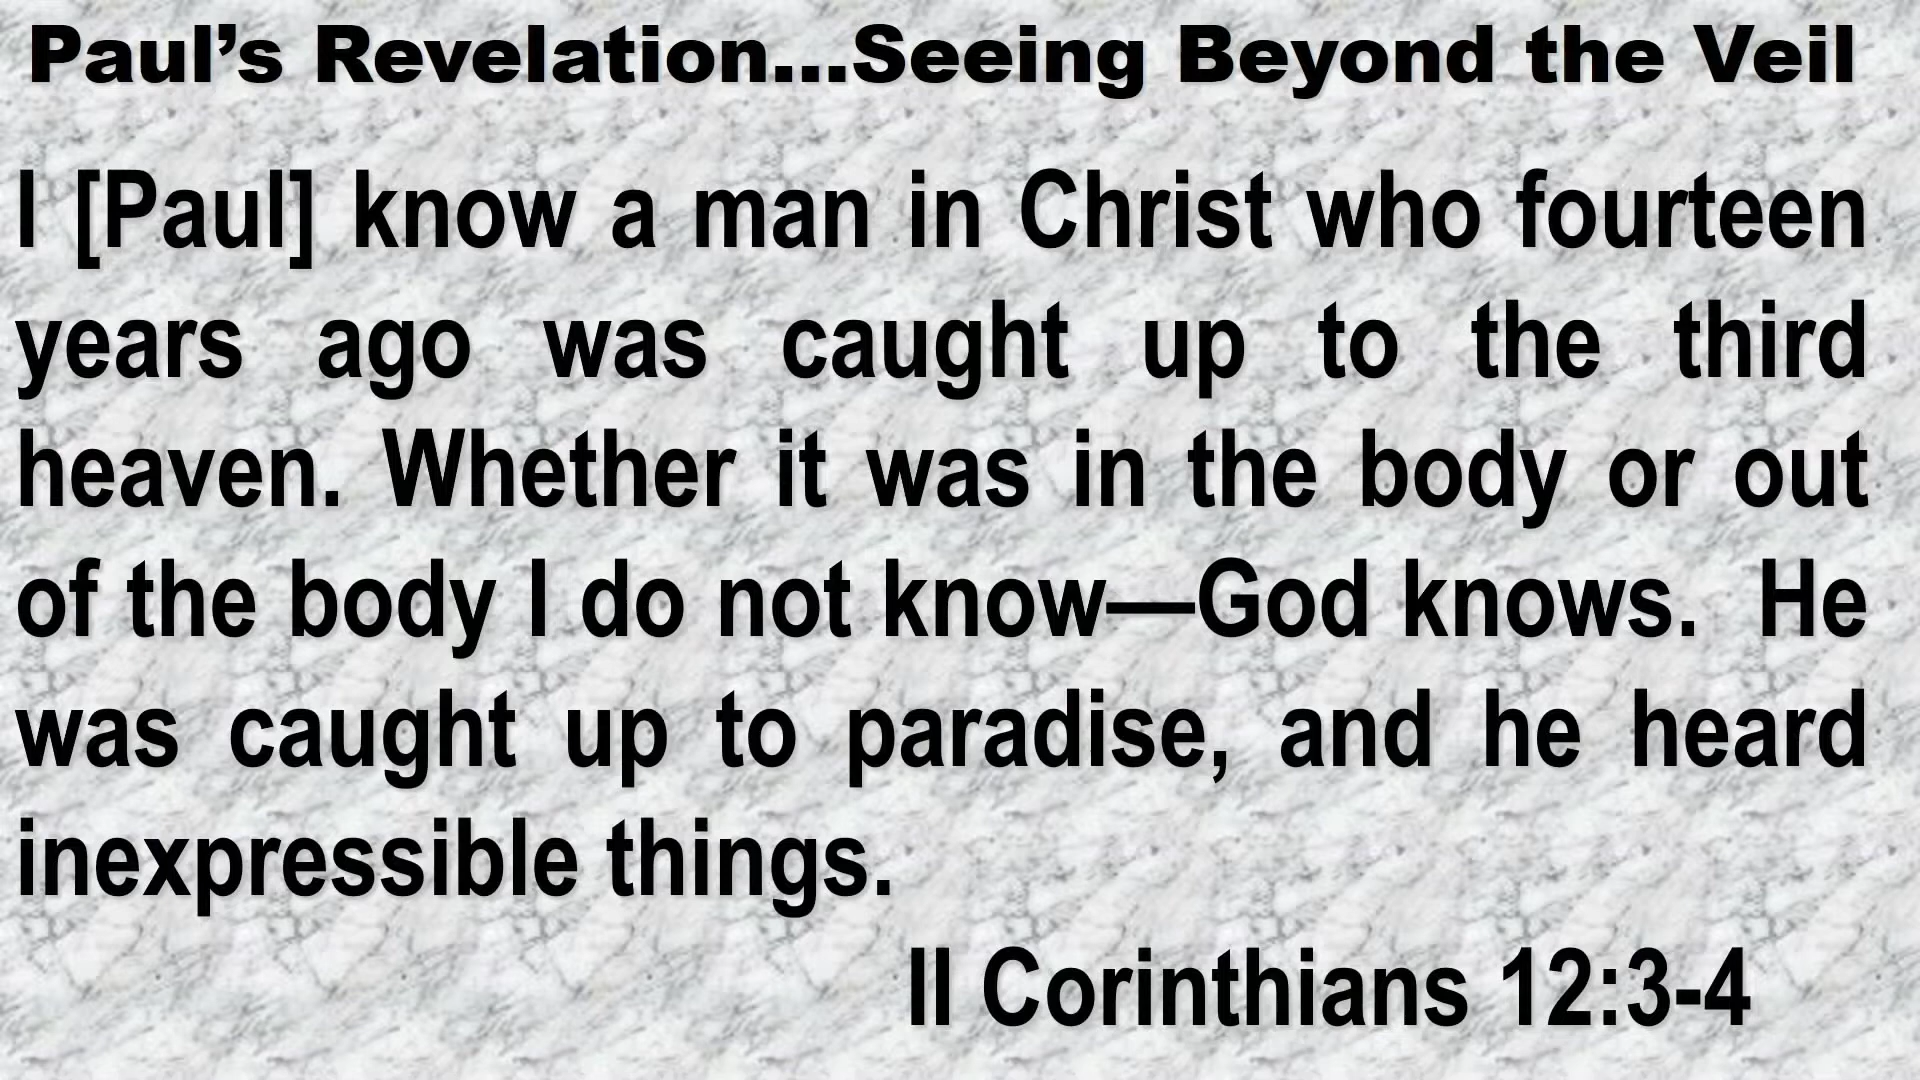 Paul’s Revelation...Seeing Beyond the Veil
I [Paul] know a man in Christ who fourteen
years ago was caught up to the third
heaven. Whether it was in the body or out
of the body I do not know—God knows.  He
was caught up to paradise, and he heard
inexpressible things.
II Corinthians 12:3-4